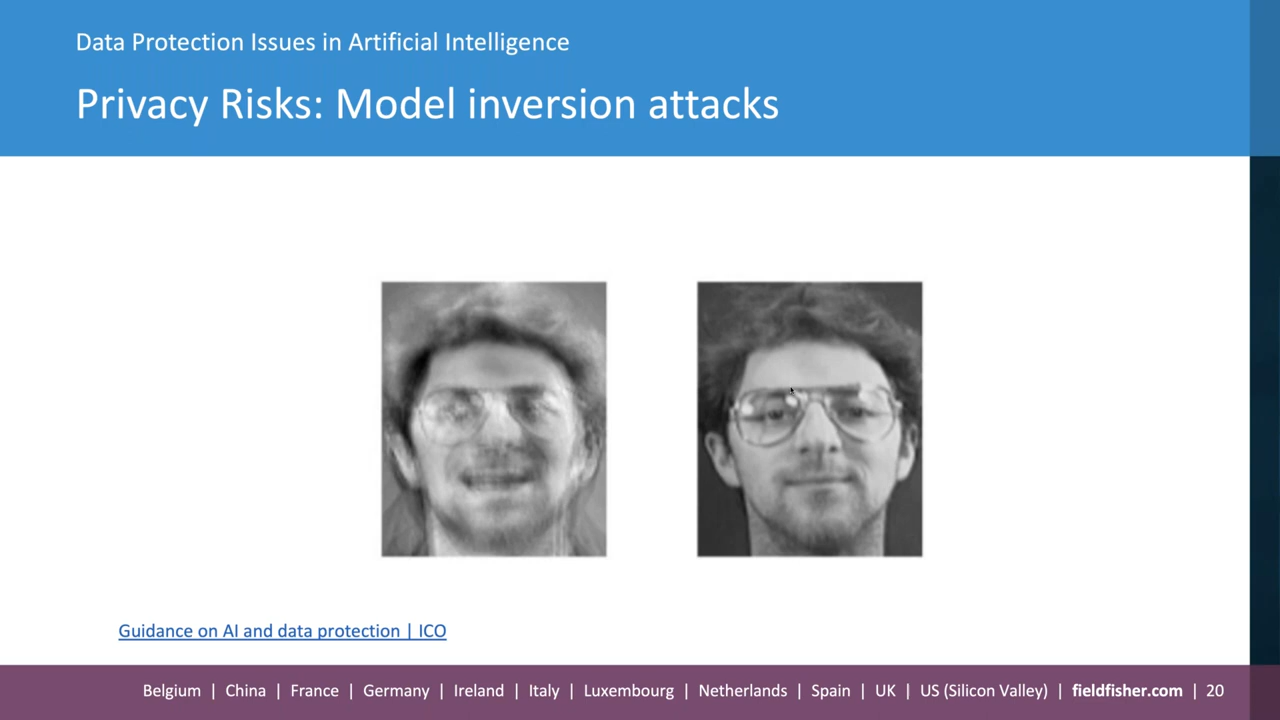 Data Protection Issues in Artificial Intelligence
Privacy Risks: Model inversion attacks
Guidance on AI and data protection | ICO
Belgium | China | France | Germany | Ireland | Italy | Luxembourg | Netherlands | Spain | UK | US (Silicon Valley) | fieldfisher.com | 20